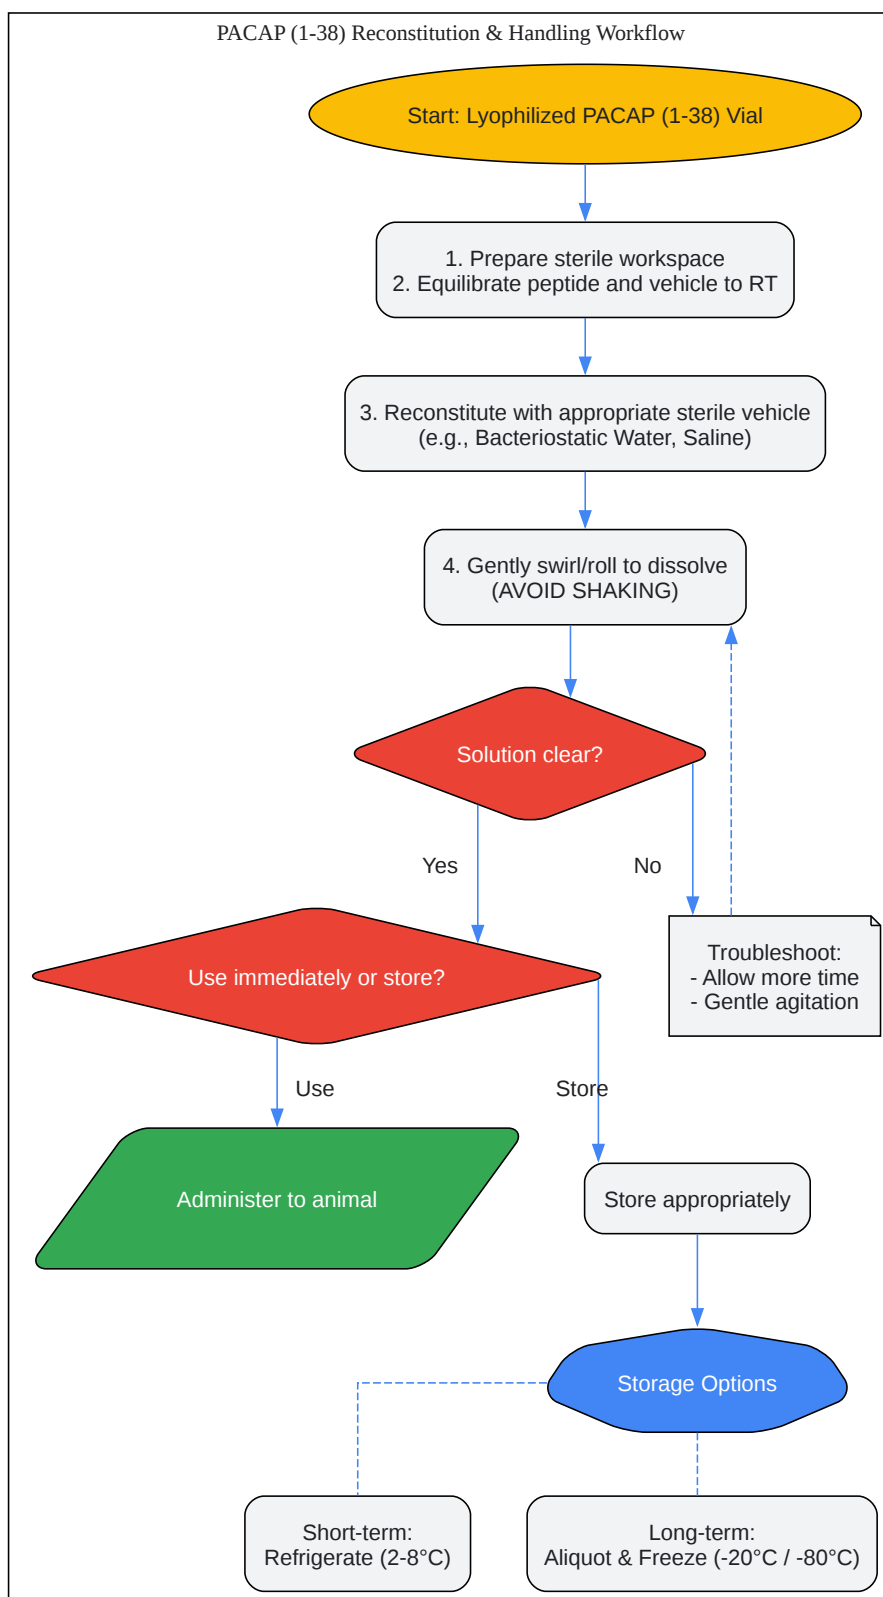 PACAP (1-38) Reconstitution & Handling Workflow
Start: Lyophilized PACAP (1-38) Vial
1. Prepare sterile workspace
2. Equilibrate peptide and vehicle to RT
3. Reconstitute with appropriate sterile vehicle
(e.g., Bacteriostatic Water, Saline)
4. Gently swirl/roll to dissolve
(AVOID SHAKING)
Solution clear?
Yes
No
Troubleshoot:
- Allow more time
- Gentle agitation
Use immediately or store?
Use
Store
Administer to animal
Store appropriately
Storage Options
Short-term:
Refrigerate (2-8°C)
Long-term:
Aliquot & Freeze (-20°C / -80°C)